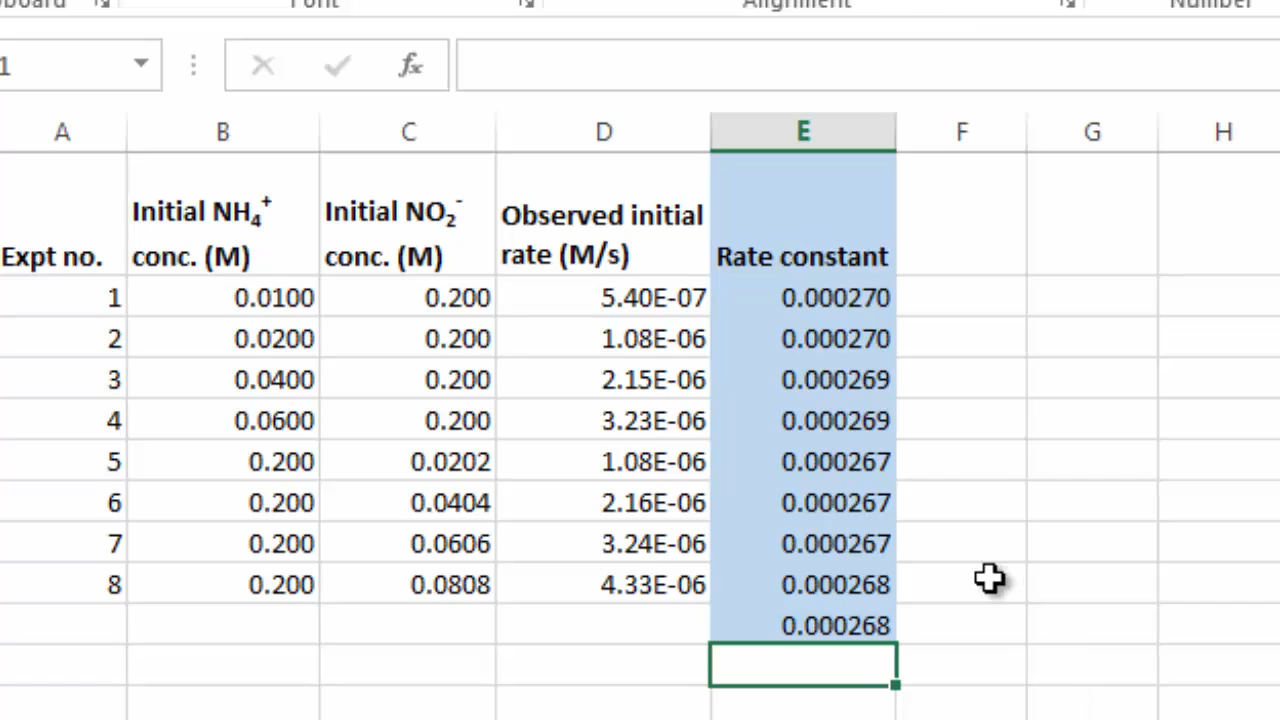 Alignment
1
fx
A B C D E F G H
Expt no. Initial NH₄⁺ conc. (M) Initial NO₂⁻ conc. (M) Observed initial rate (M/s) Rate constant
1 0.0100 0.200 5.40E-07 0.000270
2 0.0200 0.200 1.08E-06 0.000270
3 0.0400 0.200 2.15E-06 0.000269
4 0.0600 0.200 3.23E-06 0.000269
5 0.200 0.0202 1.08E-06 0.000267
6 0.200 0.0404 2.16E-06 0.000267
7 0.200 0.0606 3.24E-06 0.000267
8 0.200 0.0808 4.33E-06 0.000268
0.000268